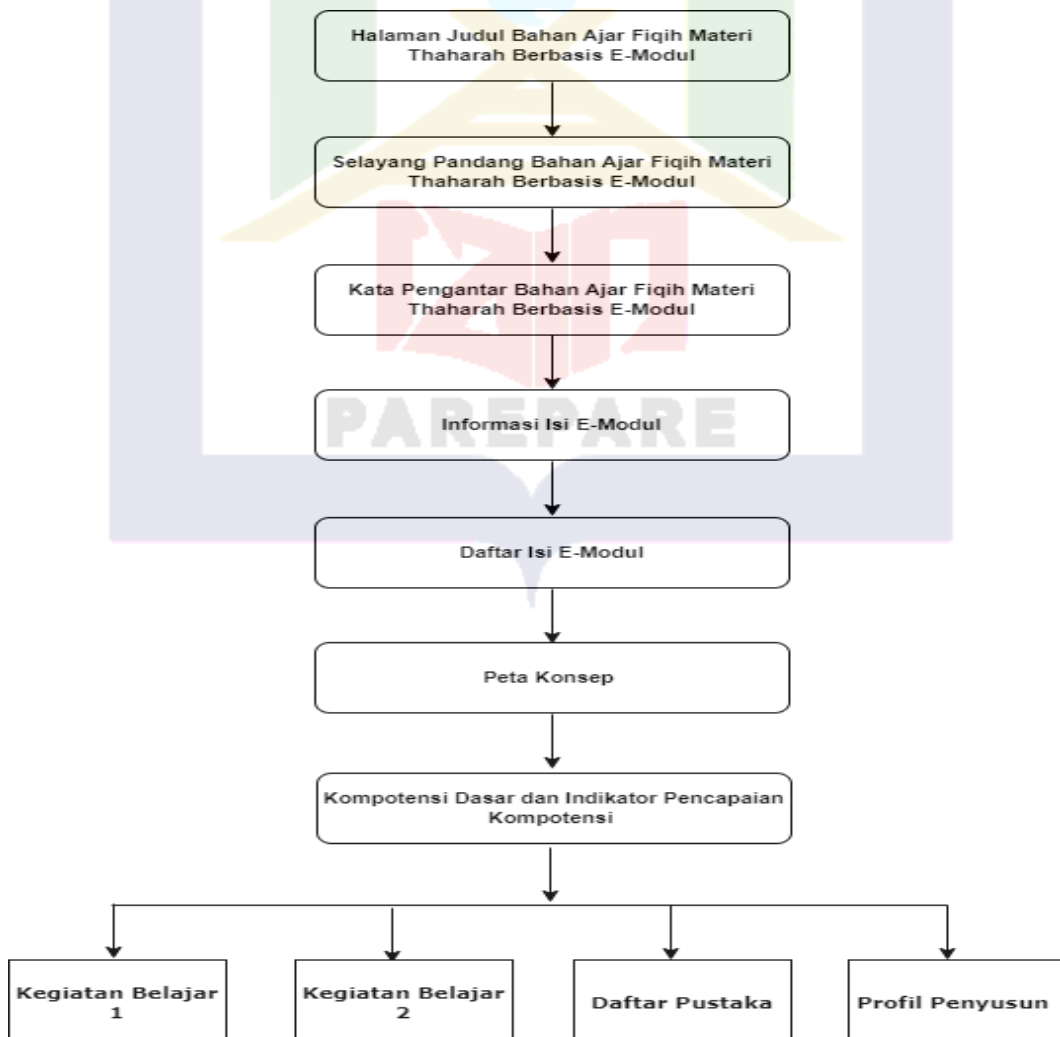 Halaman Judul Bahan Ajar Fiqih Materi
Thaharah Berbasis E-Modul
Selayang Pandang Bahan Ajar Fiqih Materi
Thaharah Berbasis E-Modul
Kata Pengantar Bahan Ajar Fiqih Materi
Thaharah Berbasis E-Modul
PAREPARE
Informasi Isi E-Modul
Daftar Isi E-Modul
Peta Konsep
Kompotensi Dasar dan Indikator Pencapaian
Kompotensi
Kegiatan Belajar
1
Kegiatan Belajar
2
Daftar Pustaka
Profil Penyusun